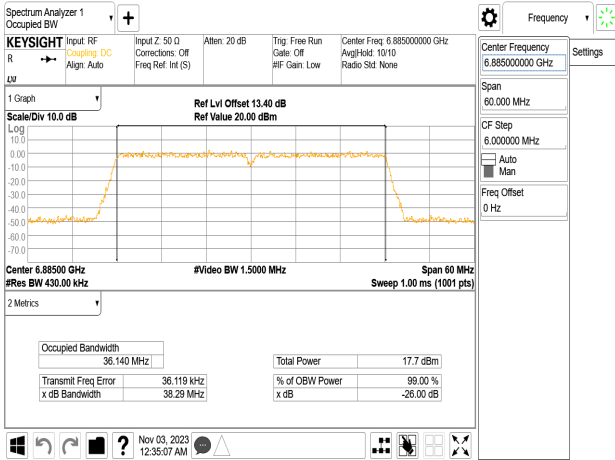 Spectrum Analyzer 1
Occupied BW
Frequency
KEYSIGHT
R
LXI
Input: RF
Coupling: DC
Align: Auto
Input Z: 50 Ω
Corrections: Off
Freq Ref: Int (S)
Atten: 20 dB
Trig: Free Run
Gate: Off
#IF Gain: Low
Center Freq: 6.885000000 GHz
Avg|Hold: 10/10
Radio Std: None
Center Frequency
6.885000000 GHz
Settings
Span
60.000 MHz
CF Step
6.000000 MHz
Auto
Man
Freq Offset
0 Hz
1 Graph
Scale/Div 10.0 dB
Ref Lvl Offset 13.40 dB
Ref Value 20.00 dBm
Log
10.0
0.00
-10.0
-20.0
-30.0
-40.0
-50.0
-60.0
-70.0
Center 6.88500 GHz
#Video BW 1.5000 MHz
Span 60 MHz
#Res BW 430.00 kHz
Sweep 1.00 ms (1001 pts)
2 Metrics
Occupied Bandwidth
36.140 MHz
Total Power 17.7 dBm
Transmit Freq Error 36.119 kHz
% of OBW Power 99.00 %
x dB Bandwidth 38.29 MHz
x dB -26.00 dB
?
Nov 03, 2023
12:35:07 AM